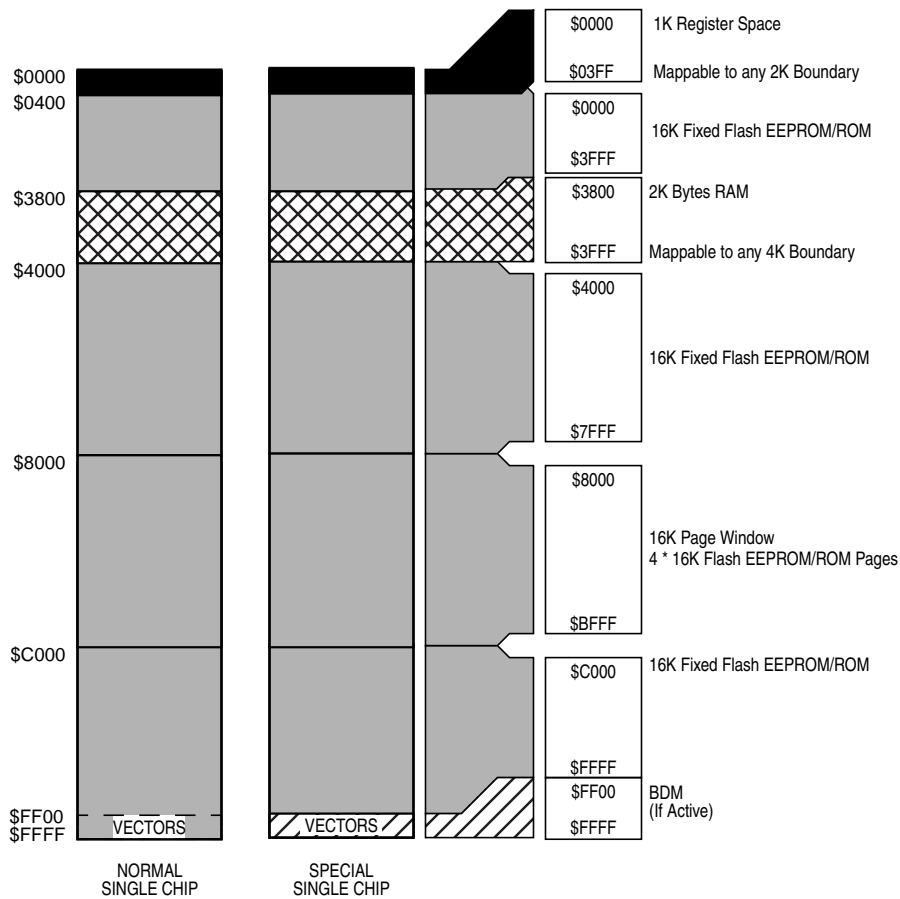 $0000
1K Register Space
$03FF
Mappable to any 2K Boundary
$0000
$0400
$0000
16K Fixed Flash EEPROM/ROM
$3FFF
$3800
$3800
2K Bytes RAM
$3FFF
Mappable to any 4K Boundary
$4000
$4000
16K Fixed Flash EEPROM/ROM
$7FFF
$8000
$8000
16K Page Window
4 * 16K Flash EEPROM/ROM Pages
$BFFF
$C000
$C000
16K Fixed Flash EEPROM/ROM
$FFFF
$FF00
BDM
(If Active)
$FFFF
$FF00
$FFFF
VECTORS
VECTORS
NORMAL
SINGLE CHIP
SPECIAL
SINGLE CHIP